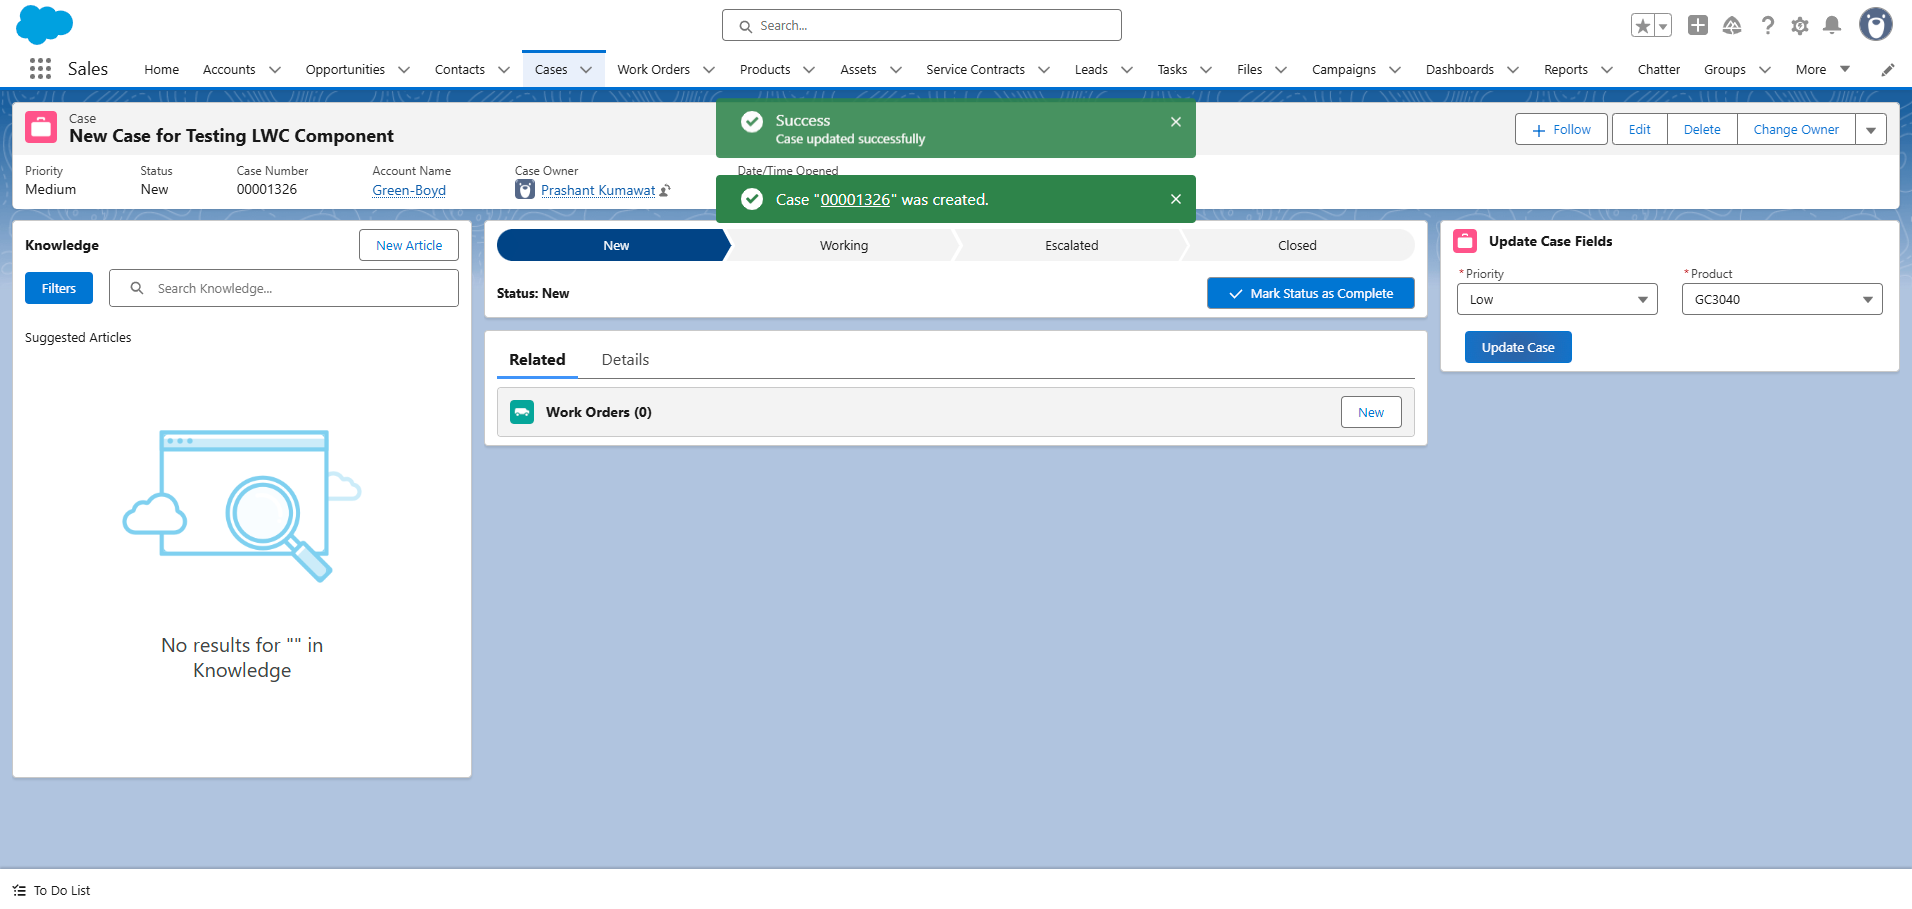 Search...
Sales
Home
Accounts
Opportunities
Contacts
Cases
Work Orders
Products
Assets
Service Contracts
Leads
Tasks
Files
Campaigns
Dashboards
Reports
Chatter
Groups
More
Case
New Case for Testing LWC Component
Follow
Edit
Delete
Change Owner
Priority
Medium
Status
New
Case Number
00001326
Account Name
Green-Boyd
Case Owner
Prashant Kumawat
Date/Time Opened
Success
Case updated successfully
Case "00001326" was created.
Knowledge
New Article
Filters
Search Knowledge...
Suggested Articles
No results for "" in
Knowledge
New
Working
Escalated
Closed
Status: New
Mark Status as Complete
Related
Details
Work Orders (0)
New
Update Case Fields
*Priority
Low
*Product
GC3040
Update Case
To Do List